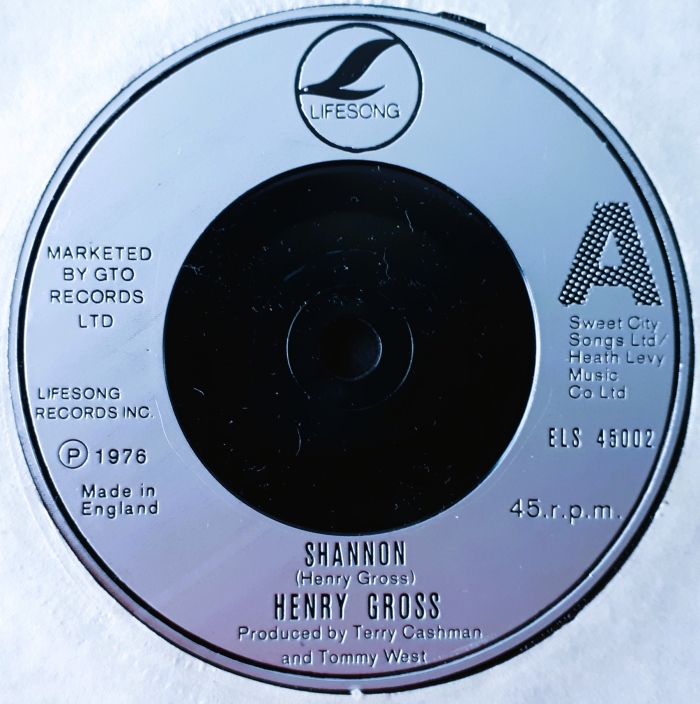 LIFESONG
MARKETED
BY GTO
RECORDS
LTD
LIFESONG
RECORDS INC.
Ⓟ 1976
Made in
England
A
Sweet City
Songs Ltd/
Heath Levy
Music
Co Ltd
ELS 45002
45.r.p.m.
SHANNON
(Henry Gross)
HENRY GROSS
Produced by Terry Cashman
and Tommy West